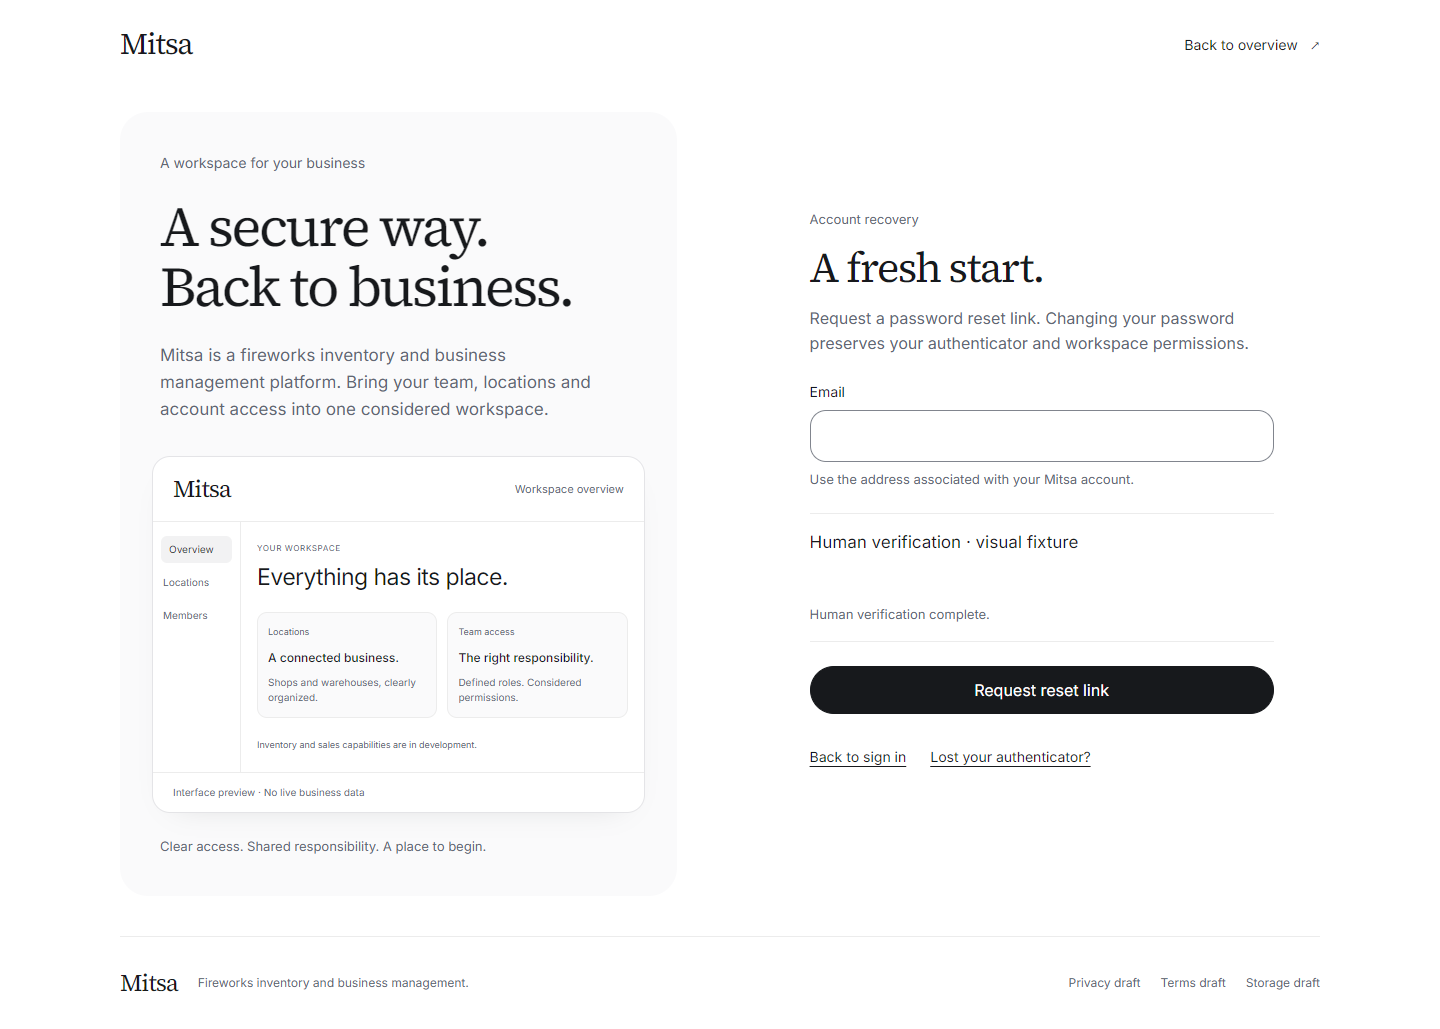 Mitsa
Back to overview ↗
A workspace for your business
A secure way.
Back to business.
Mitsa is a fireworks inventory and business
management platform. Bring your team, locations and
account access into one considered workspace.
Mitsa
Workspace overview
Overview
Locations
Members
YOUR WORKSPACE
Everything has its place.
Locations
A connected business.
Shops and warehouses, clearly
organized.
Team access
The right responsibility.
Defined roles. Considered
permissions.
Inventory and sales capabilities are in development.
Interface preview · No live business data
Clear access. Shared responsibility. A place to begin.
Account recovery
A fresh start.
Request a password reset link. Changing your password
preserves your authenticator and workspace permissions.
Email
Use the address associated with your Mitsa account.
Human verification · visual fixture
Human verification complete.
Request reset link
Back to sign in
Lost your authenticator?
Mitsa
Fireworks inventory and business management.
Privacy draft
Terms draft
Storage draft